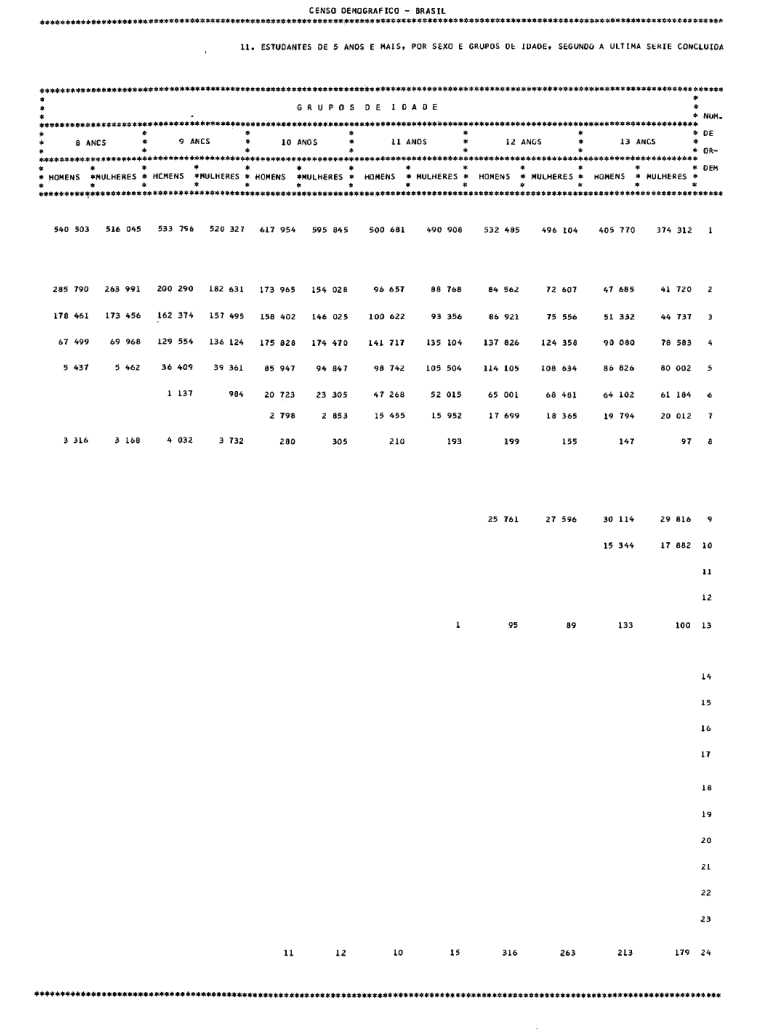 CENSO DEMOGRAFICO - BRASIL
11. ESTUDANTES DE 5 ANOS E MAIS, POR SEXO E GRUPOS DE IDADE, SEGUNDO A ULTIMA SERIE CONCLUIDA
G R U P O S D E I D A D E
NUM.
8 ANCS 9 ANCS 10 ANOS 11 ANOS 12 ANOS 13 ANCS DE
OR-
HOMENS MULHERES HCMENS MULHERES HOMENS MULHERES HOMENS MULHERES HOMENS MULHERES HOMENS MULHERES DEM
540 503 516 045 533 796 520 327 617 954 595 845 500 681 490 908 532 485 496 104 405 770 374 312 1
285 790 263 991 200 290 182 631 173 965 154 028 96 657 88 768 84 562 72 607 47 685 41 720 2
178 461 173 456 162 374 157 495 158 402 146 025 100 622 93 356 86 921 75 556 51 332 44 737 3
67 499 69 968 129 554 136 124 175 828 174 470 141 717 135 104 137 826 124 358 90 080 78 583 4
5 437 5 462 36 409 39 361 85 947 94 847 98 742 105 504 114 105 108 634 86 826 80 002 5
1 137 984 20 723 23 305 47 268 52 015 65 001 68 481 64 102 61 184 6
2 798 2 853 15 455 15 952 17 699 18 365 19 794 20 012 7
3 316 3 168 4 032 3 732 280 305 210 193 199 155 147 97 8
25 761 27 596 30 114 29 816 9
15 344 17 882 10
11
12
1 95 89 133 100 13
14
15
16
17
18
19
20
21
22
23
11 12 10 15 316 263 213 179 24